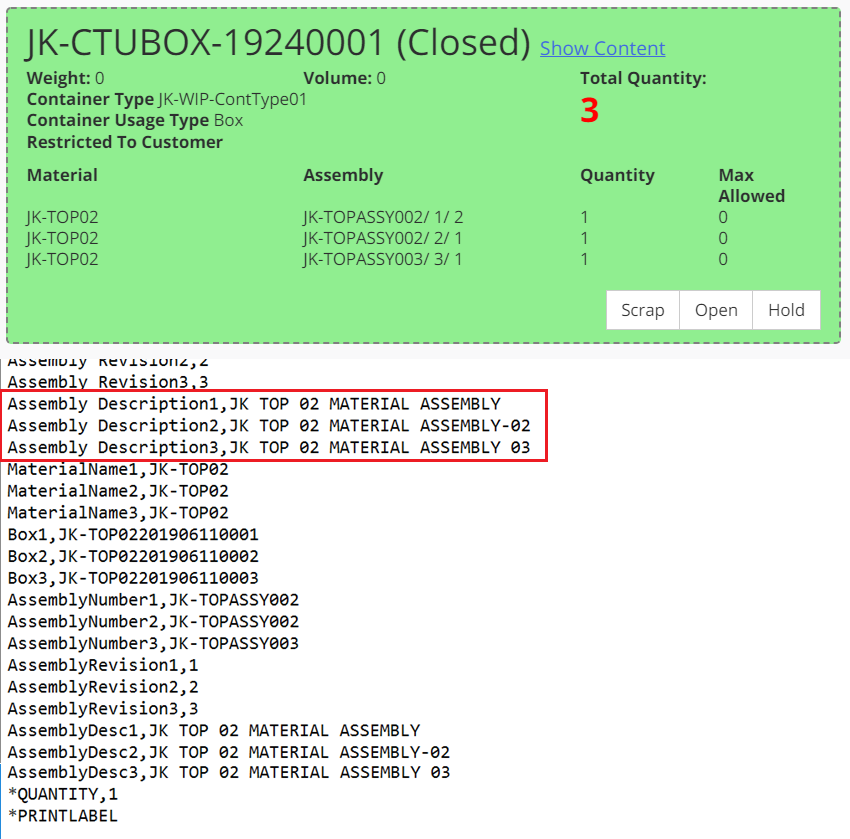 JK-CTUBOX-19240001 (Closed) Show Content
Weight: 0 Volume: 0 Total Quantity:
Container Type JK-WIP-ContType01 3
Container Usage Type Box
Restricted To Customer
Material Assembly Quantity Max Allowed
JK-TOP02 JK-TOPASSY002/ 1/ 2 1 0
JK-TOP02 JK-TOPASSY002/ 2/ 1 1 0
JK-TOP02 JK-TOPASSY003/ 3/ 1 1 0
Scrap Open Hold
Assembly Revision2,2
Assembly Revision3,3
Assembly Description1,JK TOP 02 MATERIAL ASSEMBLY
Assembly Description2,JK TOP 02 MATERIAL ASSEMBLY-02
Assembly Description3,JK TOP 02 MATERIAL ASSEMBLY 03
MaterialName1,JK-TOP02
MaterialName2,JK-TOP02
MaterialName3,JK-TOP02
Box1,JK-TOP02201906110001
Box2,JK-TOP02201906110002
Box3,JK-TOP02201906110003
AssemblyNumber1,JK-TOPASSY002
AssemblyNumber2,JK-TOPASSY002
AssemblyNumber3,JK-TOPASSY003
AssemblyRevision1,1
AssemblyRevision2,2
AssemblyRevision3,3
AssemblyDesc1,JK TOP 02 MATERIAL ASSEMBLY
AssemblyDesc2,JK TOP 02 MATERIAL ASSEMBLY-02
AssemblyDesc3,JK TOP 02 MATERIAL ASSEMBLY 03
*QUANTITY,1
*PRINTLABEL